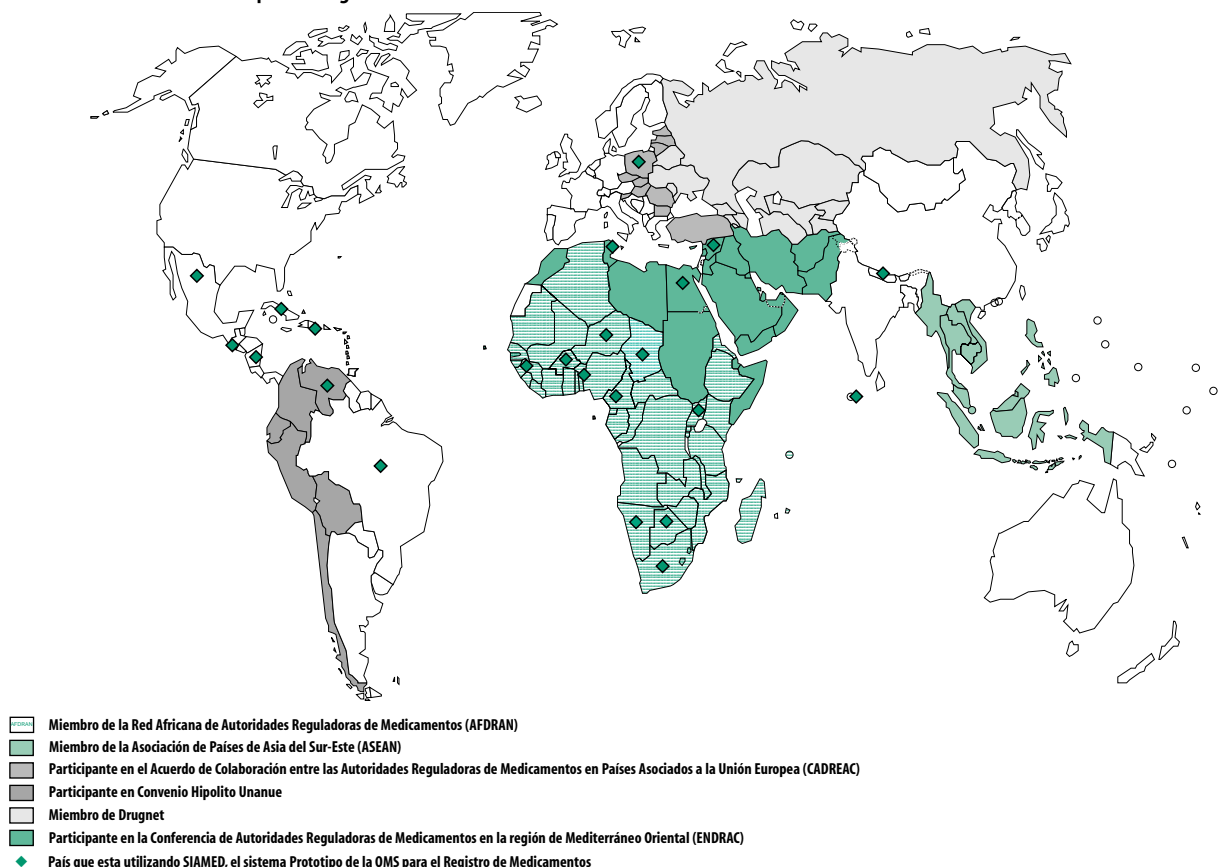 AFDRAN Miembro de la Red Africana de Autoridades Reguladoras de Medicamentos (AFDRAN)
Miembro de la Asociación de Países de Asia del Sur-Este (ASEAN)
Participante en el Acuerdo de Colaboración entre las Autoridades Reguladoras de Medicamentos en Países Asociados a la Unión Europea (CADREAC)
Participante en Convenio Hipolito Unanue
Miembro de Drugnet
Participante en la Conferencia de Autoridades Reguladoras de Medicamentos en la región de Mediterráneo Oriental (ENDRAC)
País que esta utilizando SIAMED, el sistema Prototipo de la OMS para el Registro de Medicamentos